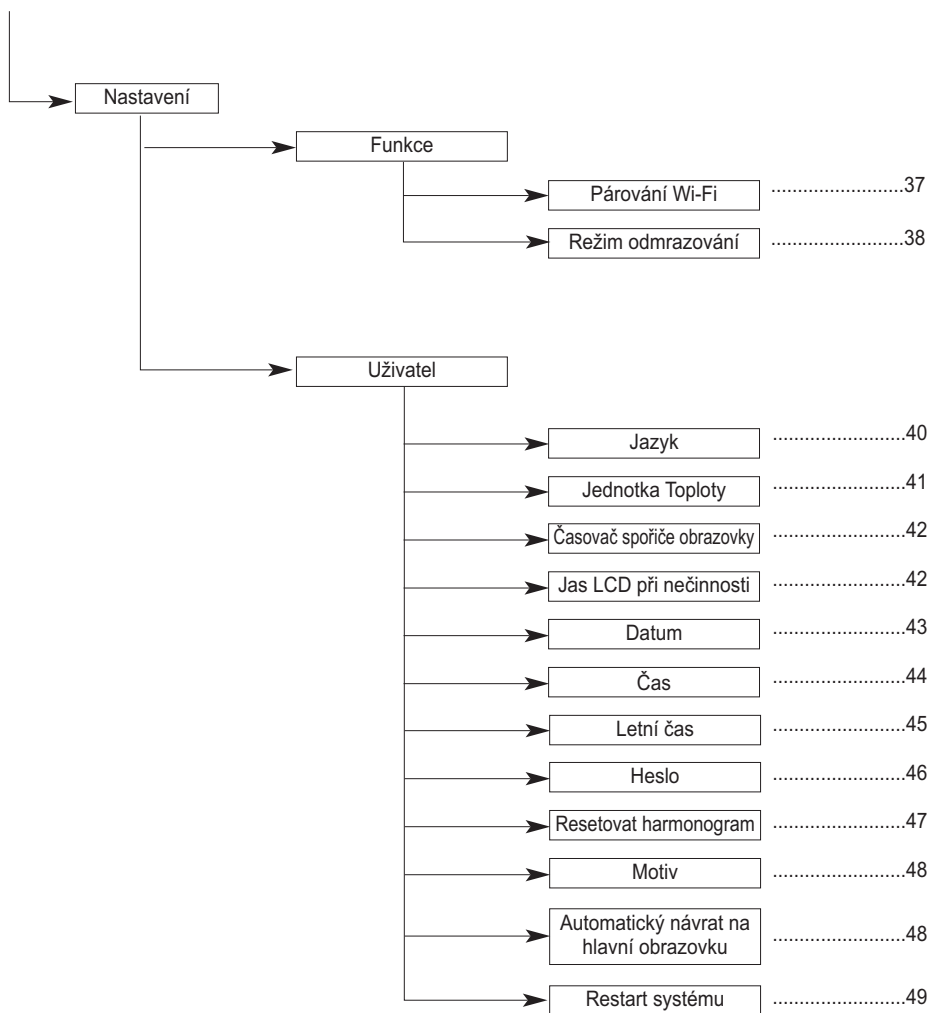 Nastavení
Funkce
Párování Wi-Fi ..........................37
Režim odmrazování ..........................38
Uživatel
Jazyk ..........................40
Jednotka Toploty ..........................41
Časovač spořiče obrazovky ..........................42
Jas LCD při nečinnosti ..........................42
Datum ..........................43
Čas ..........................44
Letní čas ..........................45
Heslo ..........................46
Resetovat harmonogram ..........................47
Motiv ..........................48
Automatický návrat na
hlavní obrazovku ..........................48
Restart systému ..........................49